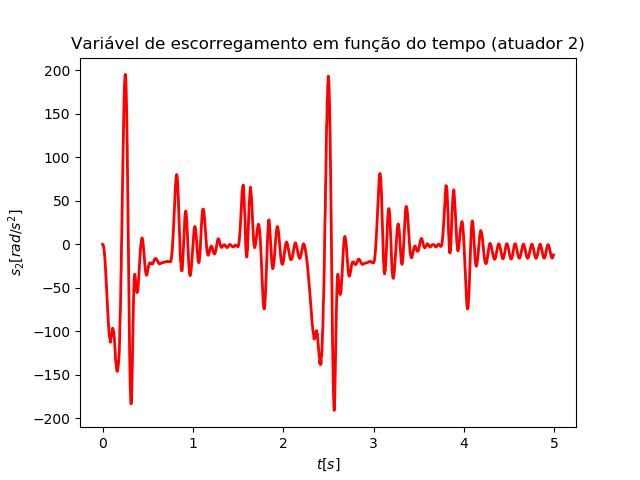 Variável de escorregamento em função do tempo (atuador 2)
200
150
100
50
0
−50
−100
−150
−200
s₂[rad/s²]
0 1 2 3 4 5
t[s]